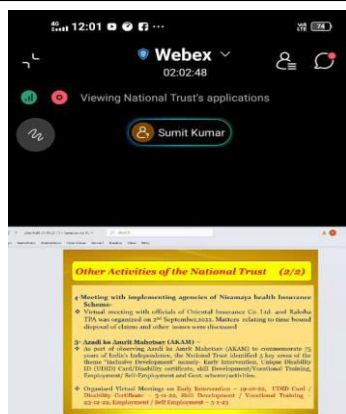 12:01
74
Webex
02:02:48
Viewing National Trust's applications
Sumit Kumar
Other Activities of the National Trust (2/2)
4-Meeting with implementing agencies of Niramaya health Insurance
Scheme-
Virtual meeting with officials of Oriental Insurance Co. Ltd. and Raksha
TPA was organized on 7th September,2022. Matters relating to time bound
disposal of claims and other issues were discussed
5- Azadi ka Amrit Mahotsav (AKAM) –
As part of observing Azadi ka Amrit Mahotsav (AKAM) to commemorate 75
years of India's Independence, the National Trust identified 5 key areas of the
theme "Inclusive Development" namely- Early Intervention, Unique Disability
ID (UDID) Card/Disability certificate, skill Development/Vocational Training,
Employment/ Self-Employment and Govt. scheme/activities.
Organised Virtual Meetings on Early Intervention – 19-12-22, UDID Card /
Disability Certificate – 5-11-22, Skill Development / Vocational Training –
23-12-22, Employment / Self Employment – 5-1-23